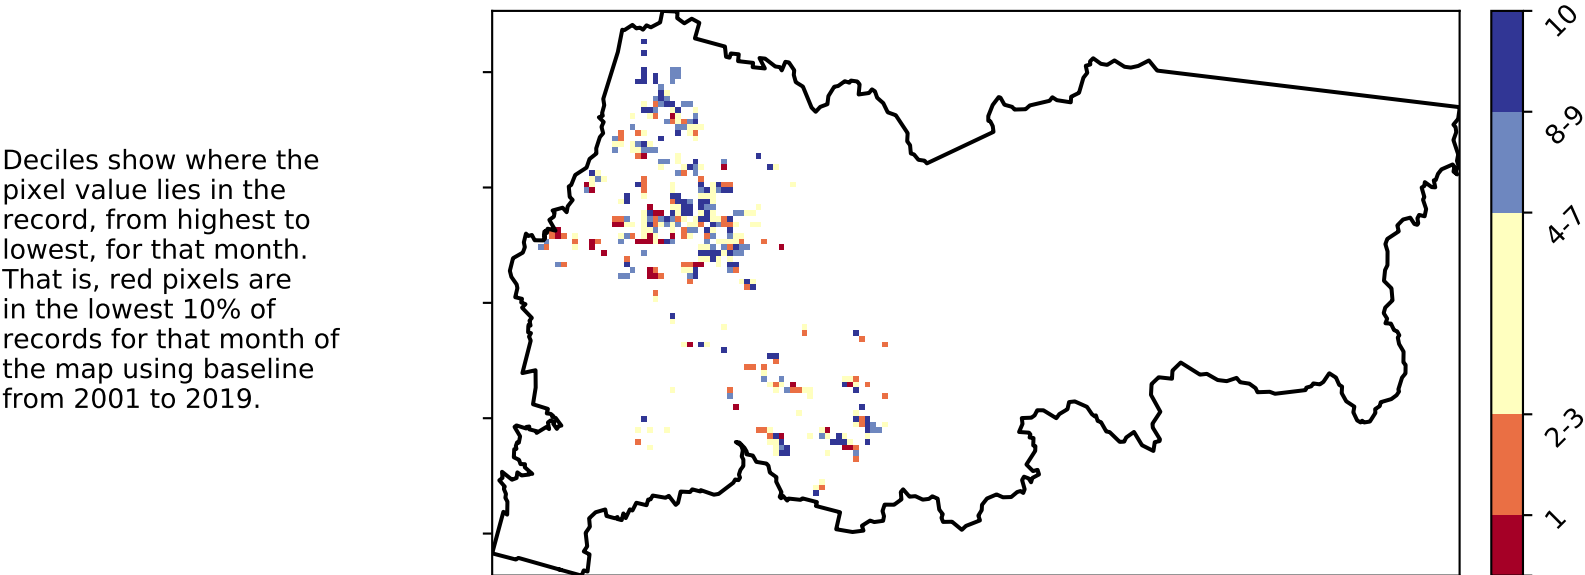 Deciles show where the
pixel value lies in the
record, from highest to
lowest, for that month.
That is, red pixels are
in the lowest 10% of
records for that month of
the map using baseline
from 2001 to 2019.
10
8-9
4-7
2-3
1